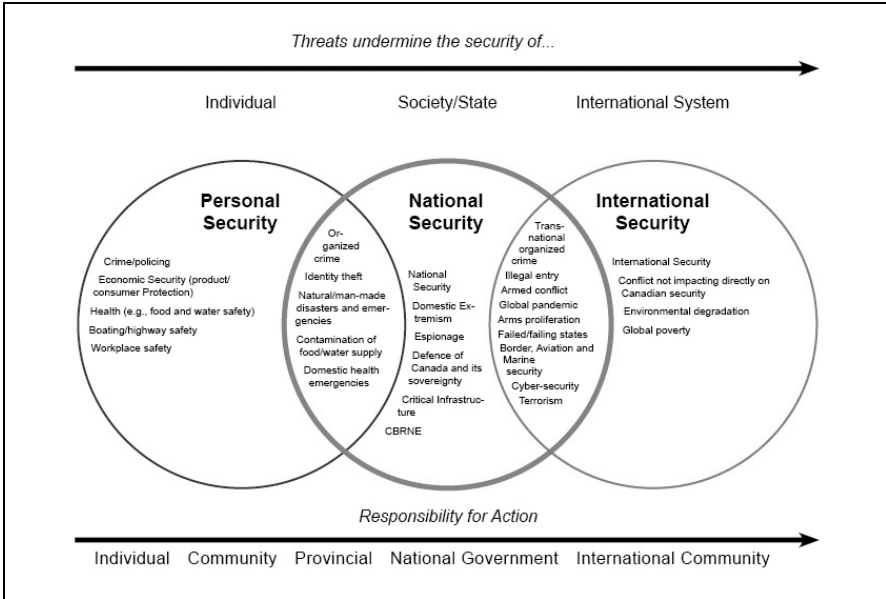 Threats undermine the security of...
Individual
Society/State
International System
Personal
Security
Crime/policing
Economic Security (product/
consumer Protection)
Health (e.g., food and water safety)
Boating/highway safety
Workplace safety
Or-
ganized
crime
Identity theft
Natural/man-made
disasters and emer-
gencies
Contamination of
food/water supply
Domestic health
emergencies
National
Security
National
Security
Domestic Ex-
tremism
Espionage
Defence of
Canada and its
sovereignty
Critical Infrastruc-
ture
CBRNE
Trans-
national
organized
crime
Illegal entry
Armed conflict
Global pandemic
Arms proliferation
Failed/failing states
Border, Aviation and
Marine
security
Cyber-security
Terrorism
International
Security
International Security
Conflict not impacting directly on
Canadian security
Environmental degradation
Global poverty
Responsibility for Action
Individual
Community
Provincial
National Government
International Community